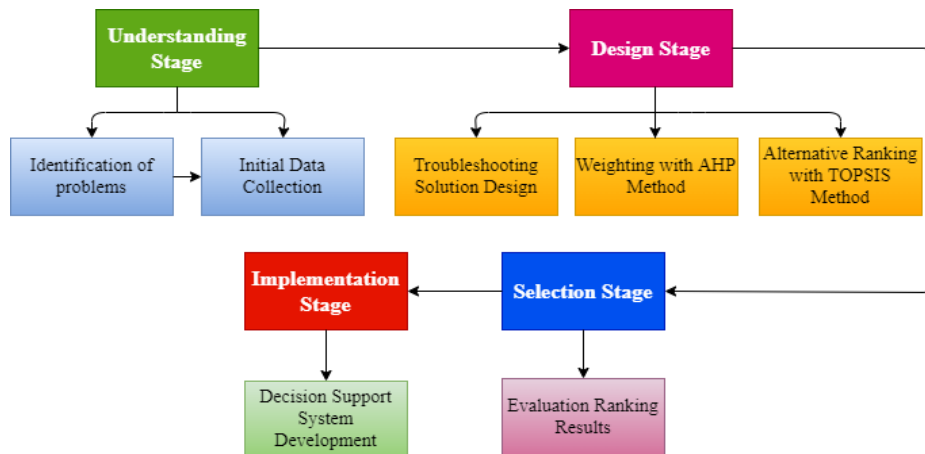 Understanding
Stage
Design Stage
Identification of
problems
Initial Data
Collection
Troubleshooting
Solution Design
Weighting with AHP
Method
Alternative Ranking
with TOPSIS
Method
Implementation
Stage
Selection Stage
Decision Support
System
Development
Evaluation Ranking
Results